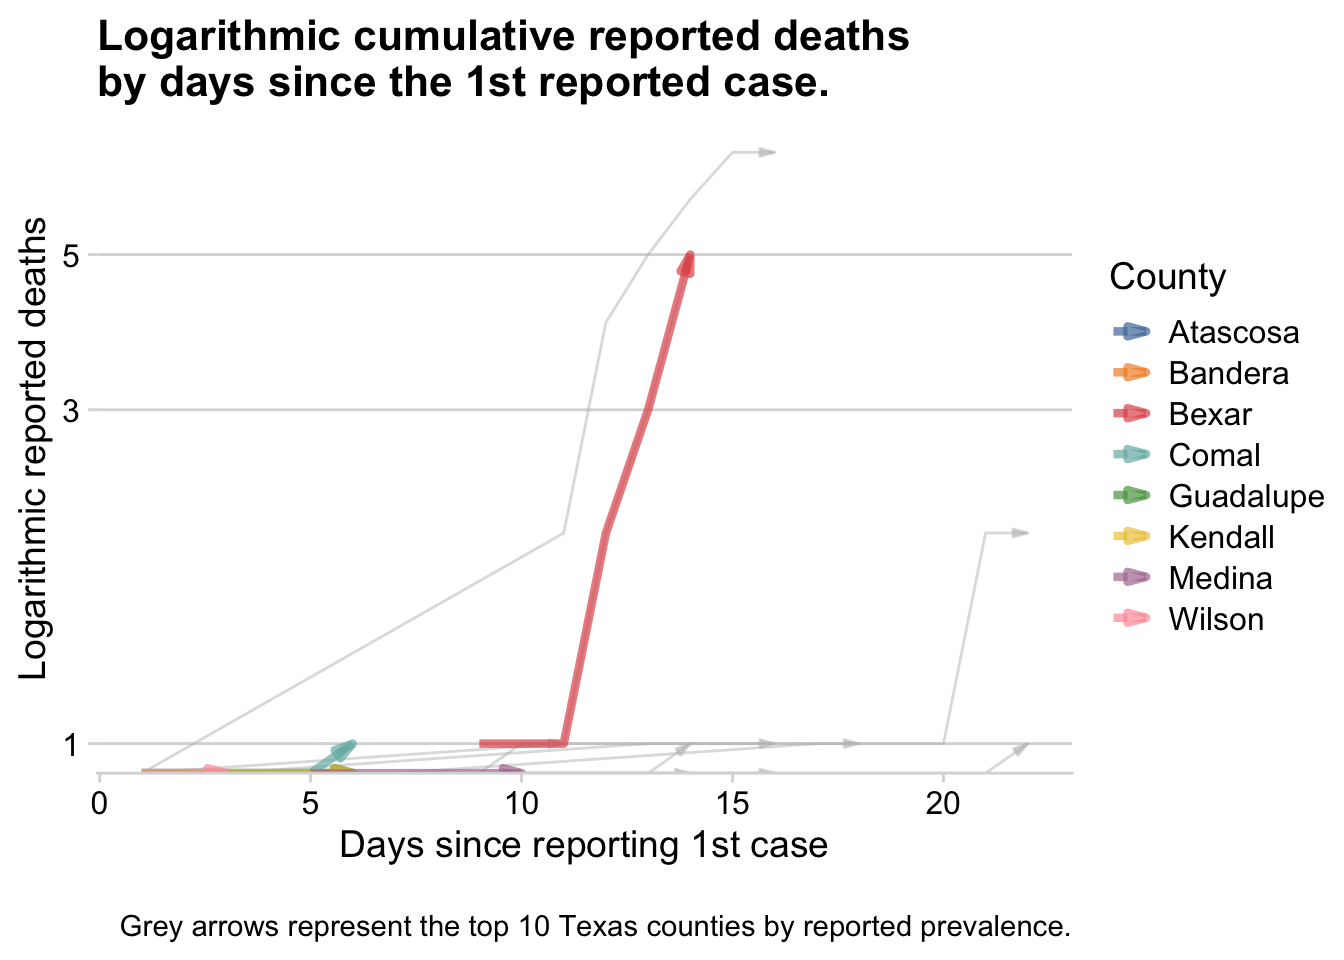 Logarithmic cumulative reported deaths
by days since the 1st reported case.
Logarithmic reported deaths
5
3
1
0 5 10 15 20
Days since reporting 1st case
County
Atascosa
Bandera
Bexar
Comal
Guadalupe
Kendall
Medina
Wilson
Grey arrows represent the top 10 Texas counties by reported prevalence.